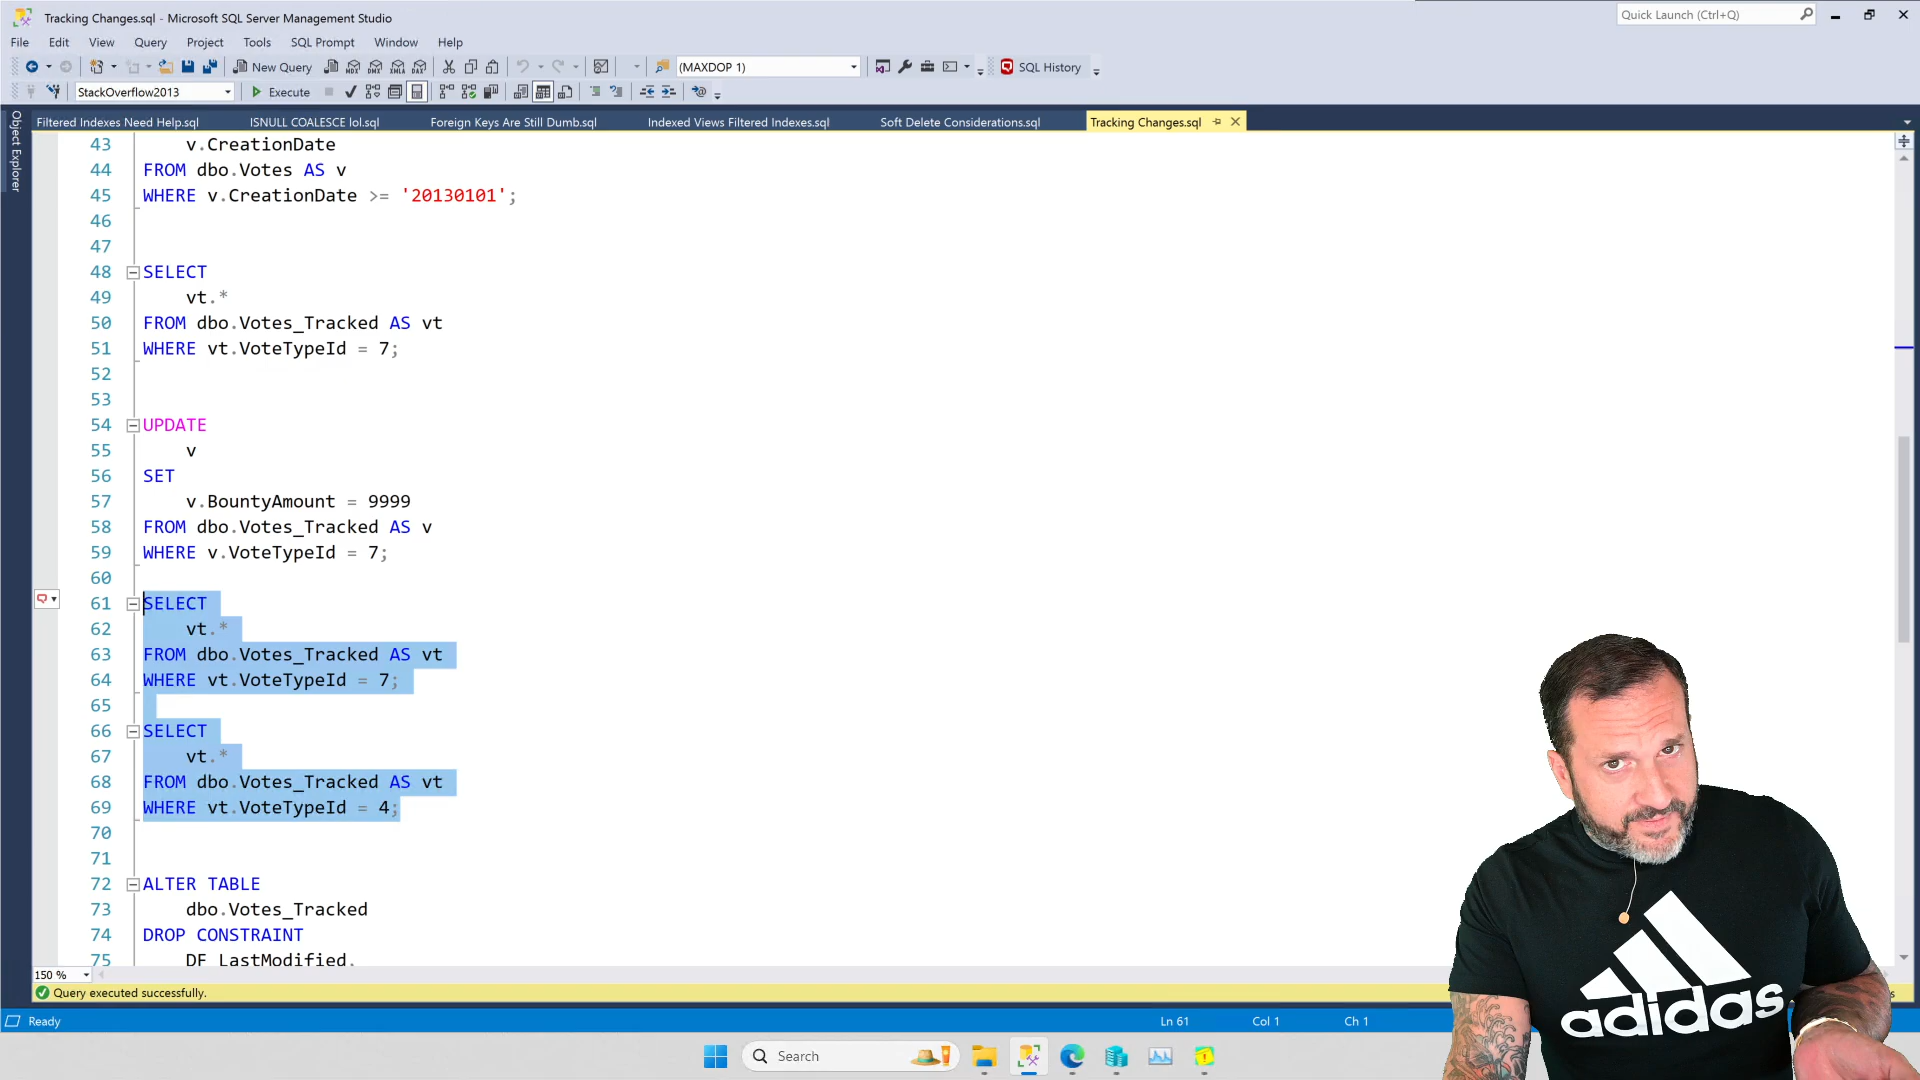 Tracking Changes.sql - Microsoft SQL Server Management Studio
Quick Launch (Ctrl+Q)
File Edit View Query Project Tools SQL Prompt Window Help
New Query MDX DMX XMLA DAX (MAXDOP 1) SQL History
StackOverflow2013 Execute
Object Explorer
Filtered Indexes Need Help.sql ISNULL COALESCE lol.sql Foreign Keys Are Still Dumb.sql Indexed Views Filtered Indexes.sql Soft Delete Considerations.sql Tracking Changes.sql
43 v.CreationDate
44 FROM dbo.Votes AS v
45 WHERE v.CreationDate >= '20130101';
46
47
48 SELECT
49 vt.*
50 FROM dbo.Votes_Tracked AS vt
51 WHERE vt.VoteTypeId = 7;
52
53
54 UPDATE
55 v
56 SET
57 v.BountyAmount = 9999
58 FROM dbo.Votes_Tracked AS v
59 WHERE v.VoteTypeId = 7;
60
61 SELECT
62 vt.*
63 FROM dbo.Votes_Tracked AS vt
64 WHERE vt.VoteTypeId = 7;
65
66 SELECT
67 vt.*
68 FROM dbo.Votes_Tracked AS vt
69 WHERE vt.VoteTypeId = 4;
70
71
72 ALTER TABLE
73 dbo.Votes_Tracked
74 DROP CONSTRAINT
75 DF_LastModified,
150 %
Query executed successfully.
Ready Ln 61 Col 1 Ch 1
Search
adidas